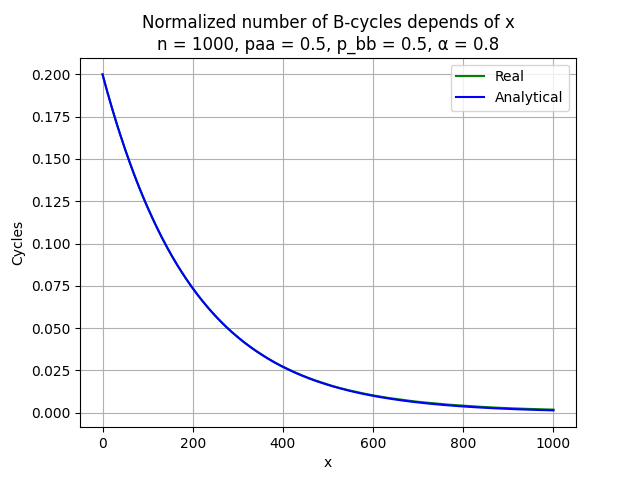 Normalized number of B-cycles depends of x
n = 1000, paa = 0.5, p_bb = 0.5, α = 0.8
Real
Analytical
0.200
0.175
0.150
0.125
0.100
0.075
0.050
0.025
0.000
Cycles
0 200 400 600 800 1000
x